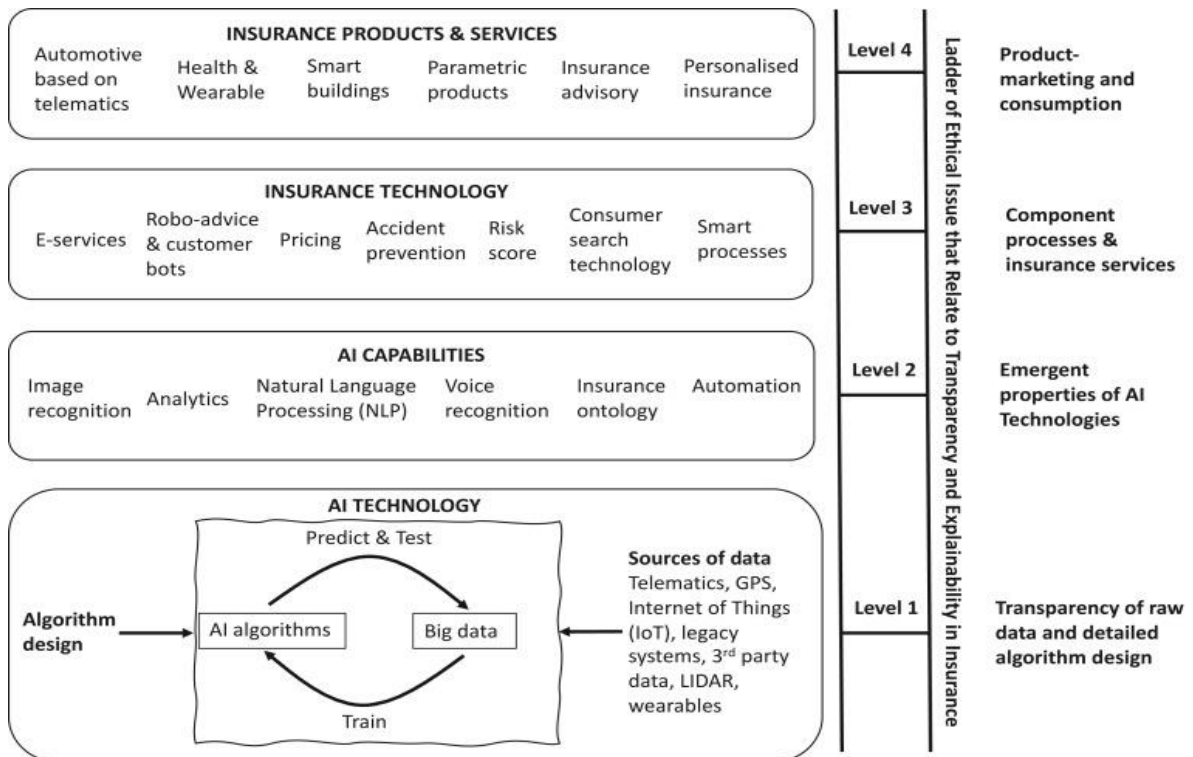 INSURANCE PRODUCTS & SERVICES
Automotive
based on
telematics
Health &
Wearable
Smart
buildings
Parametric
products
Insurance
advisory
Personalised
insurance
Level 4
Product-
marketing and
consumption
INSURANCE TECHNOLOGY
E-services
Robo-advice
& customer
bots
Pricing
Accident
prevention
Risk
score
Consumer
search
technology
Smart
processes
Level 3
Component
processes &
insurance services
AI CAPABILITIES
Image
recognition
Analytics
Natural Language
Processing (NLP)
Voice
recognition
Insurance
ontology
Automation
Level 2
Emergent
properties of AI
Technologies
AI TECHNOLOGY
Predict & Test
Algorithm
design
AI algorithms
Big data
Train
Sources of data
Telematics, GPS,
Internet of Things
(IoT), legacy
systems, 3rd party
data, LIDAR,
wearables
Level 1
Transparency of raw
data and detailed
algorithm design
Ladder of Ethical Issue that Relate to Transparency and Explainability in Insurance